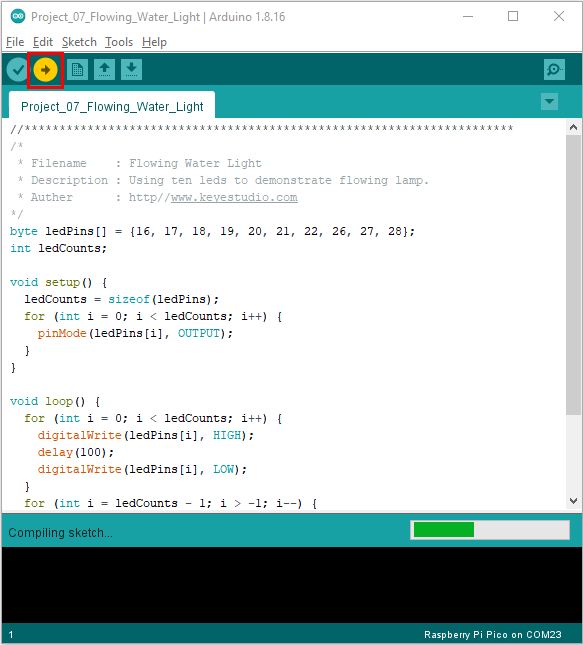 Project_07_Flowing_Water_Light | Arduino 1.8.16
File Edit Sketch Tools Help
Project_07_Flowing_Water_Light
//**********************************************************************
/*
 * Filename    : Flowing Water Light
 * Description : Using ten leds to demonstrate flowing lamp.
 * Auther      : http//www.keyestudio.com
*/
byte ledPins[] = {16, 17, 18, 19, 20, 21, 22, 26, 27, 28};
int ledCounts;
void setup() {
  ledCounts = sizeof(ledPins);
  for (int i = 0; i < ledCounts; i++) {
    pinMode(ledPins[i], OUTPUT);
  }
}
void loop() {
  for (int i = 0; i < ledCounts; i++) {
    digitalWrite(ledPins[i], HIGH);
    delay(100);
    digitalWrite(ledPins[i], LOW);
  }
  for (int i = ledCounts - 1; i > -1; i--) {
Compiling sketch...
1 Raspberry Pi Pico on COM23